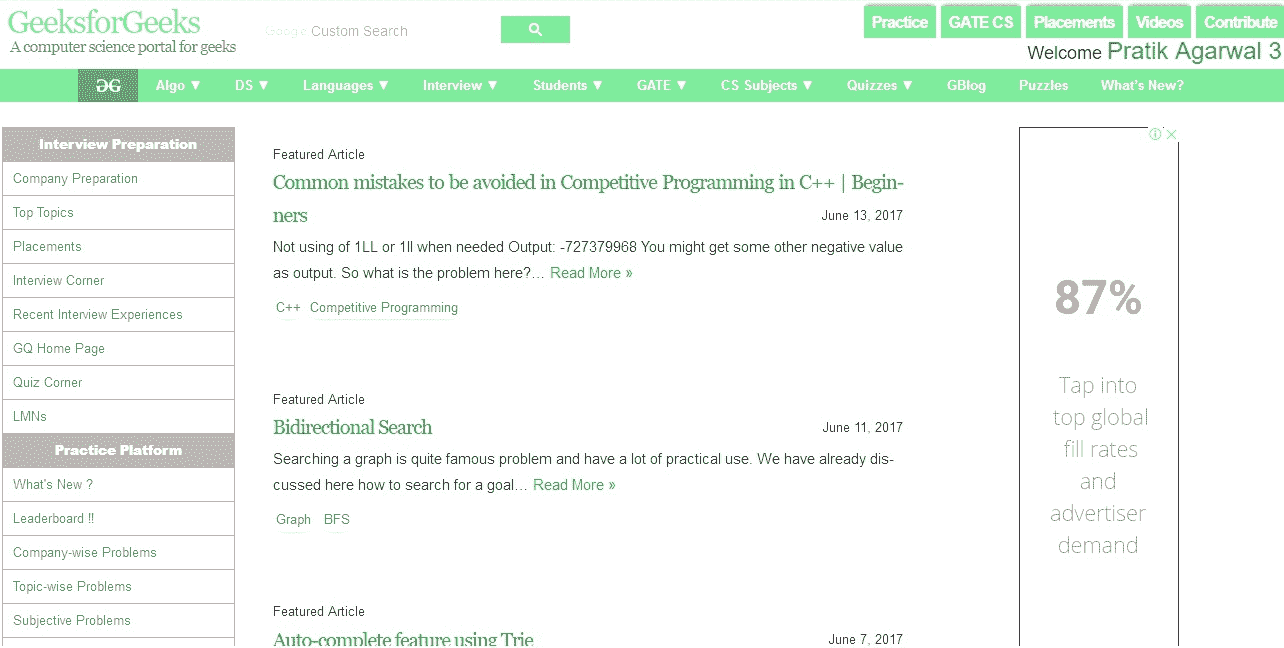 GeeksforGeeks
A computer science portal for geeks
Google Custom Search
Practice GATE CS Placements Videos Contribute
Welcome Pratik Agarwal 3
GG Algo ▼ DS ▼ Languages ▼ Interview ▼ Students ▼ GATE ▼ CS Subjects ▼ Quizzes ▼ GBlog Puzzles What's New?
Interview Preparation
Company Preparation
Top Topics
Placements
Interview Corner
Recent Interview Experiences
GQ Home Page
Quiz Corner
LMNs
Practice Platform
What's New ?
Leaderboard !!
Company-wise Problems
Topic-wise Problems
Subjective Problems
Featured Article
Common mistakes to be avoided in Competitive Programming in C++ | Begin-
ners June 13, 2017
Not using of 1LL or 1ll when needed Output: -727379968 You might get some other negative value
as output. So what is the problem here?… Read More »
C++ Competitive Programming
Featured Article
Bidirectional Search June 11, 2017
Searching a graph is quite famous problem and have a lot of practical use. We have already dis-
cussed here how to search for a goal… Read More »
Graph BFS
Featured Article
Auto-complete feature using Trie June 7, 2017
87%
Tap into
top global
fill rates
and
advertiser
demand